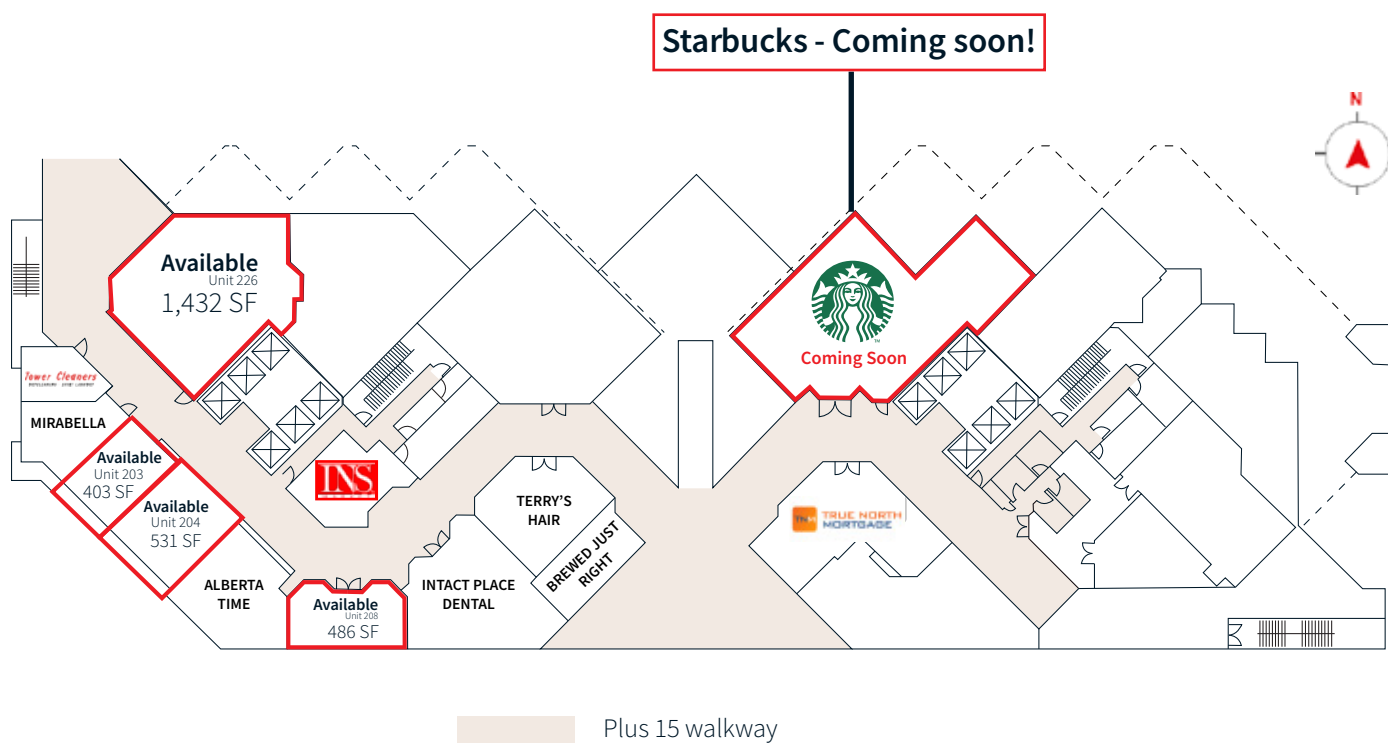 Starbucks - Coming soon!
N
Available
Unit 226
1,432 SF
Coming Soon
Tower Cleaners
MIRABELLA
Available
Unit 203
403 SF
Available
Unit 204
531 SF
INS
TERRY'S
HAIR
BREWED JUST
RIGHT
TRUE NORTH
MORTGAGE
ALBERTA
TIME
Available
Unit 208
486 SF
INTACT PLACE
DENTAL
Plus 15 walkway